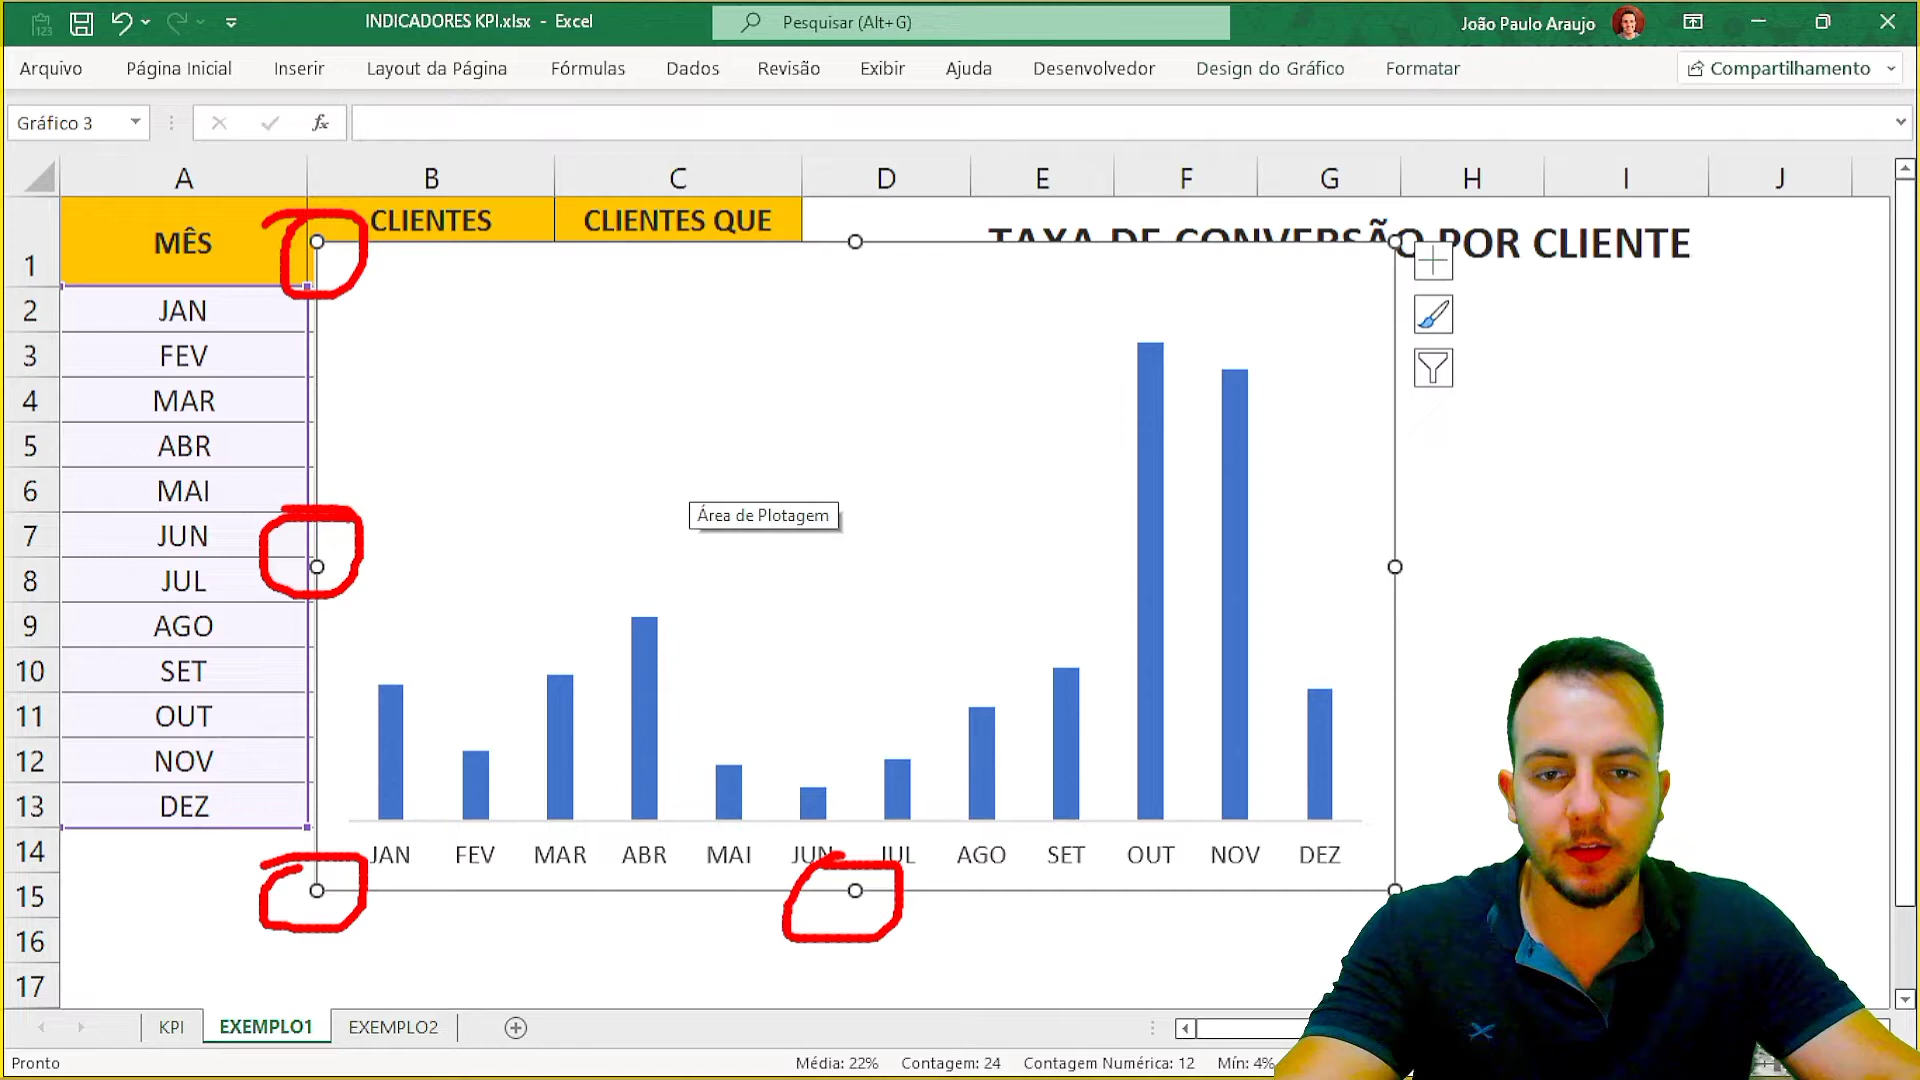 INDICADORES KPI.xlsx - Excel
Pesquisar (Alt+G)
João Paulo Araujo
Arquivo Página Inicial Inserir Layout da Página Fórmulas Dados Revisão Exibir Ajuda Desenvolvedor Design do Gráfico Formatar Compartilhamento
Gráfico 3 fx
A B C D E F G H I J
MÊS CLIENTES CLIENTES QUE
TAXA DE CONVERSÃO POR CLIENTE
1
2 JAN
3 FEV
4 MAR
5 ABR
6 MAI
7 JUN
8 JUL
9 AGO
10 SET
11 OUT
12 NOV
13 DEZ
14
15
16
17
Área de Plotagem
JAN FEV MAR ABR MAI JUN JUL AGO SET OUT NOV DEZ
KPI EXEMPLO1 EXEMPLO2
Pronto Média: 22% Contagem: 24 Contagem Numérica: 12 Mín: 4%